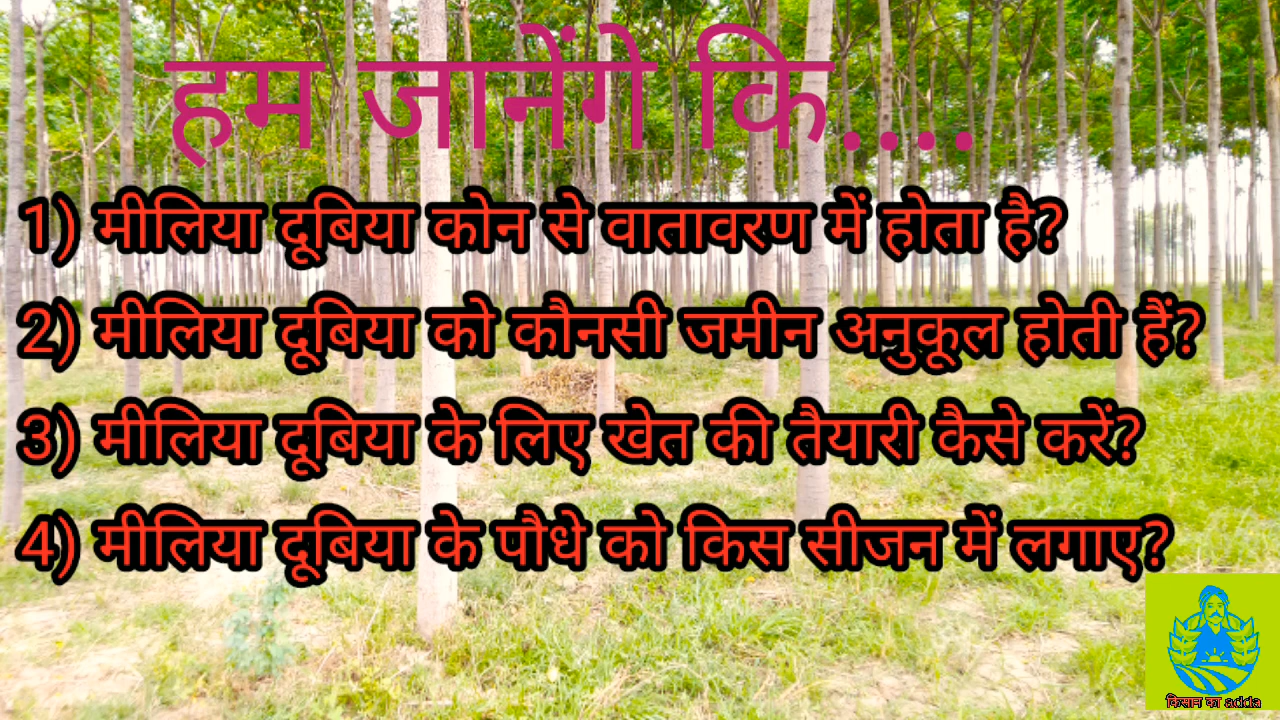 हम जानेंगे कि....
1) मीलिया दूबिया कोन से वातावरण में होता है?
2) मीलिया दूबिया को कौनसी जमीन अनुकूल होती हैं?
3) मीलिया दूबिया के लिए खेत की तैयारी कैसे करें?
4) मीलिया दूबिया के पौधे को किस सीजन में लगाए?
किसान का adda